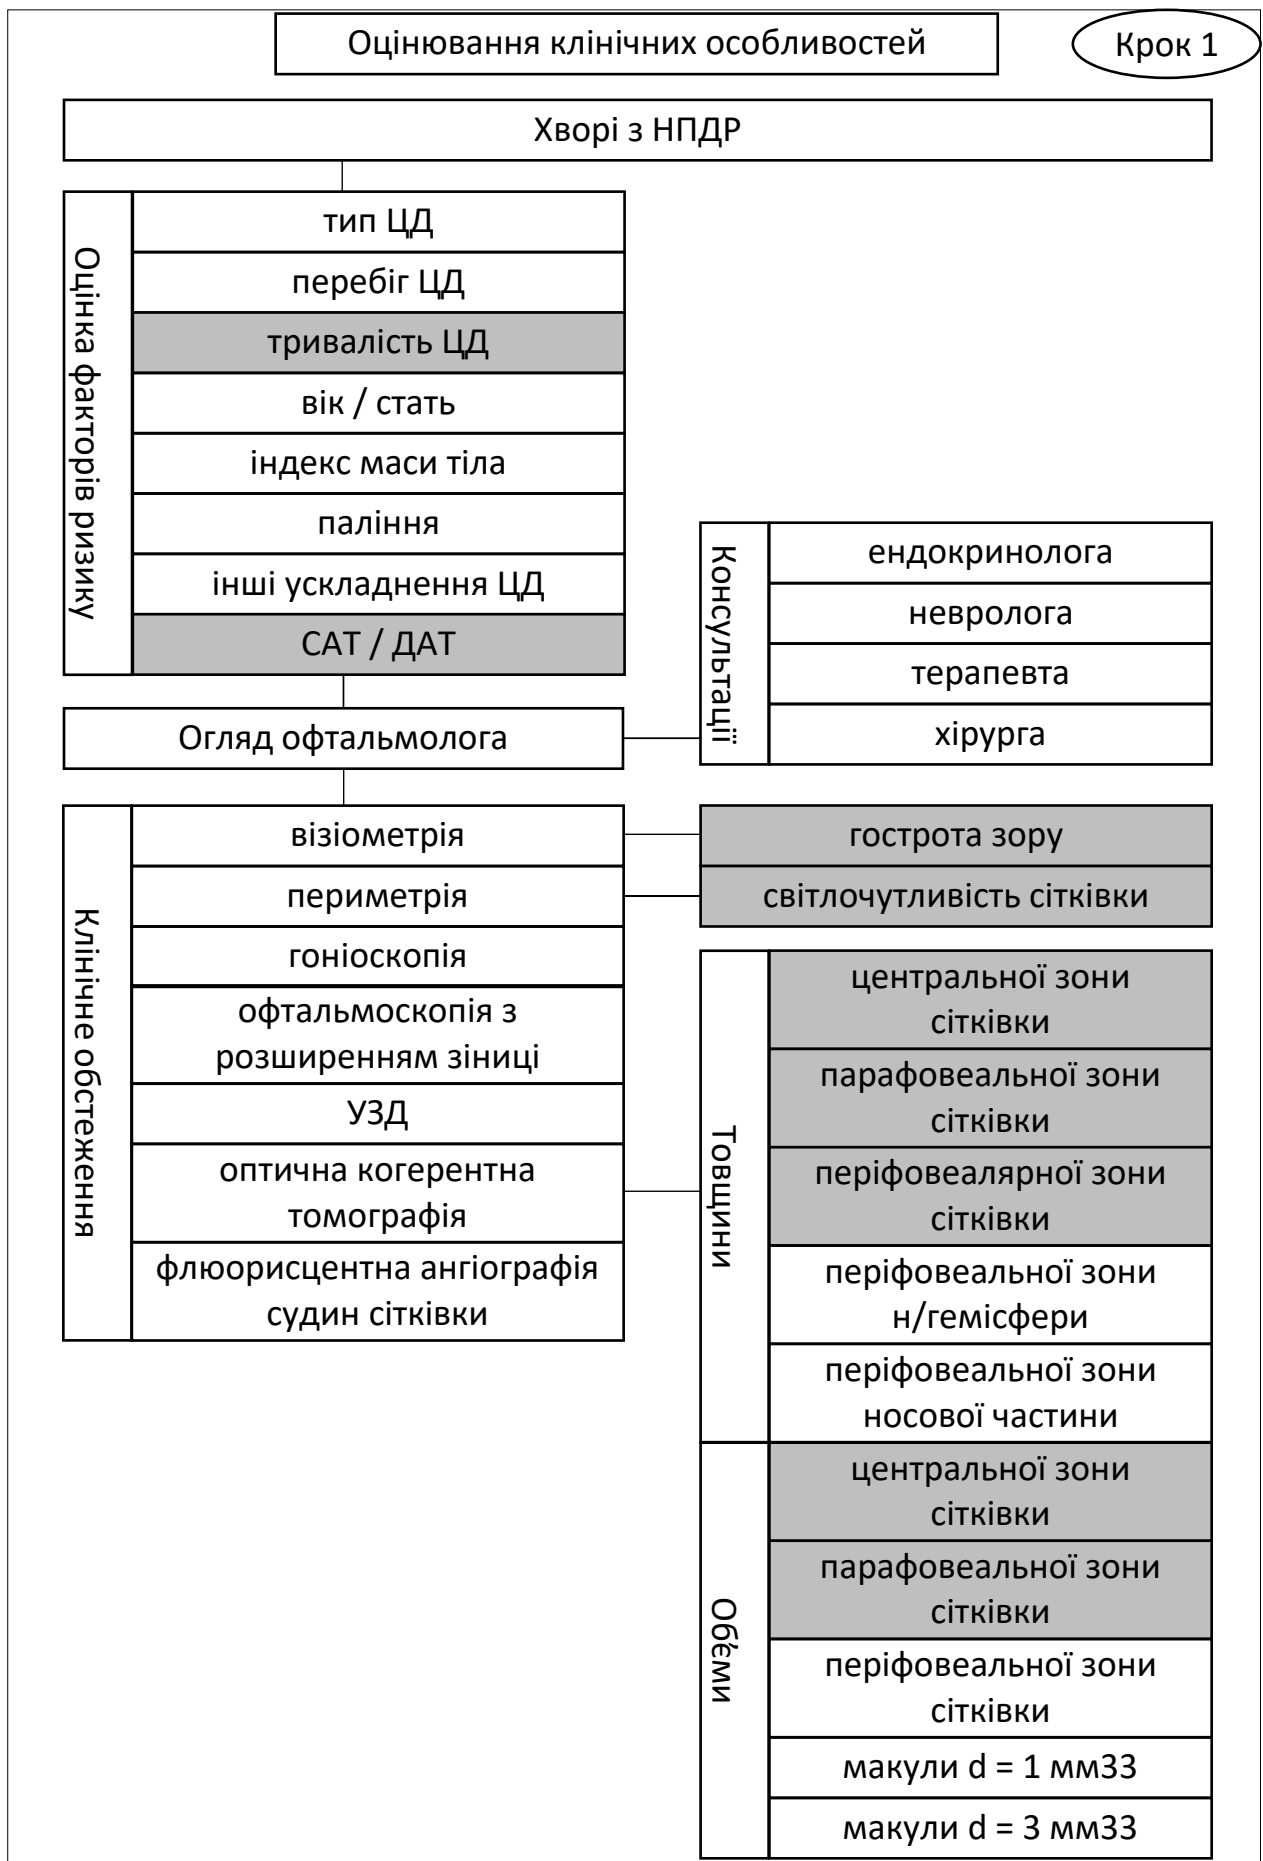 Оцінювання клінічних особливостей
Крок 1
Хворі з НПДР
Оцінка факторів ризику
тип ЦД
перебіг ЦД
тривалість ЦД
вік / стать
індекс маси тіла
паління
інші ускладнення ЦД
САТ / ДАТ
Консультації
ендокринолога
невролога
терапевта
хірурга
Огляд офтальмолога
Клінічне обстеження
візіометрія
периметрія
гоніоскопія
офтальмоскопія з
розширенням зіниці
УЗД
оптична когерентна
томографія
флюорисцентна ангіографія
судин сітківки
гострота зору
світлочутливість сітківки
Товщини
центральної зони
сітківки
парафовеальної зони
сітківки
періфовеалярної зони
сітківки
періфовеальної зони
н/гемісфери
періфовеальної зони
носової частини
Об'єми
центральної зони
сітківки
парафовеальної зони
сітківки
періфовеальної зони
сітківки
макули d = 1 мм33
макули d = 3 мм33